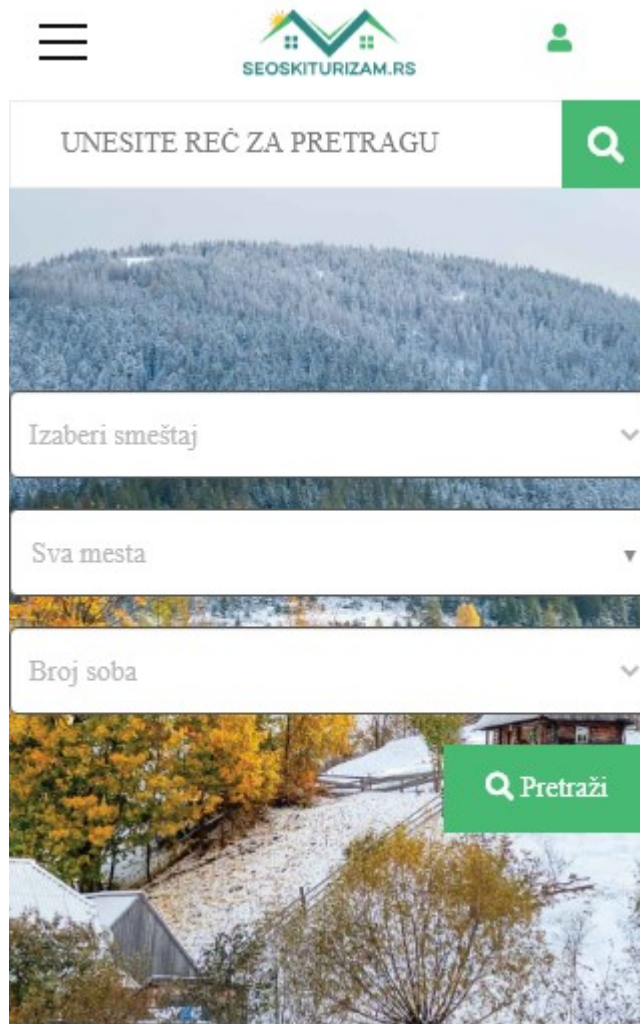 SEOSKITURIZAM.RS
UNESITE REČ ZA PRETRAGU
Izaberi smeštaj
Sva mesta
Broj soba
Pretraži